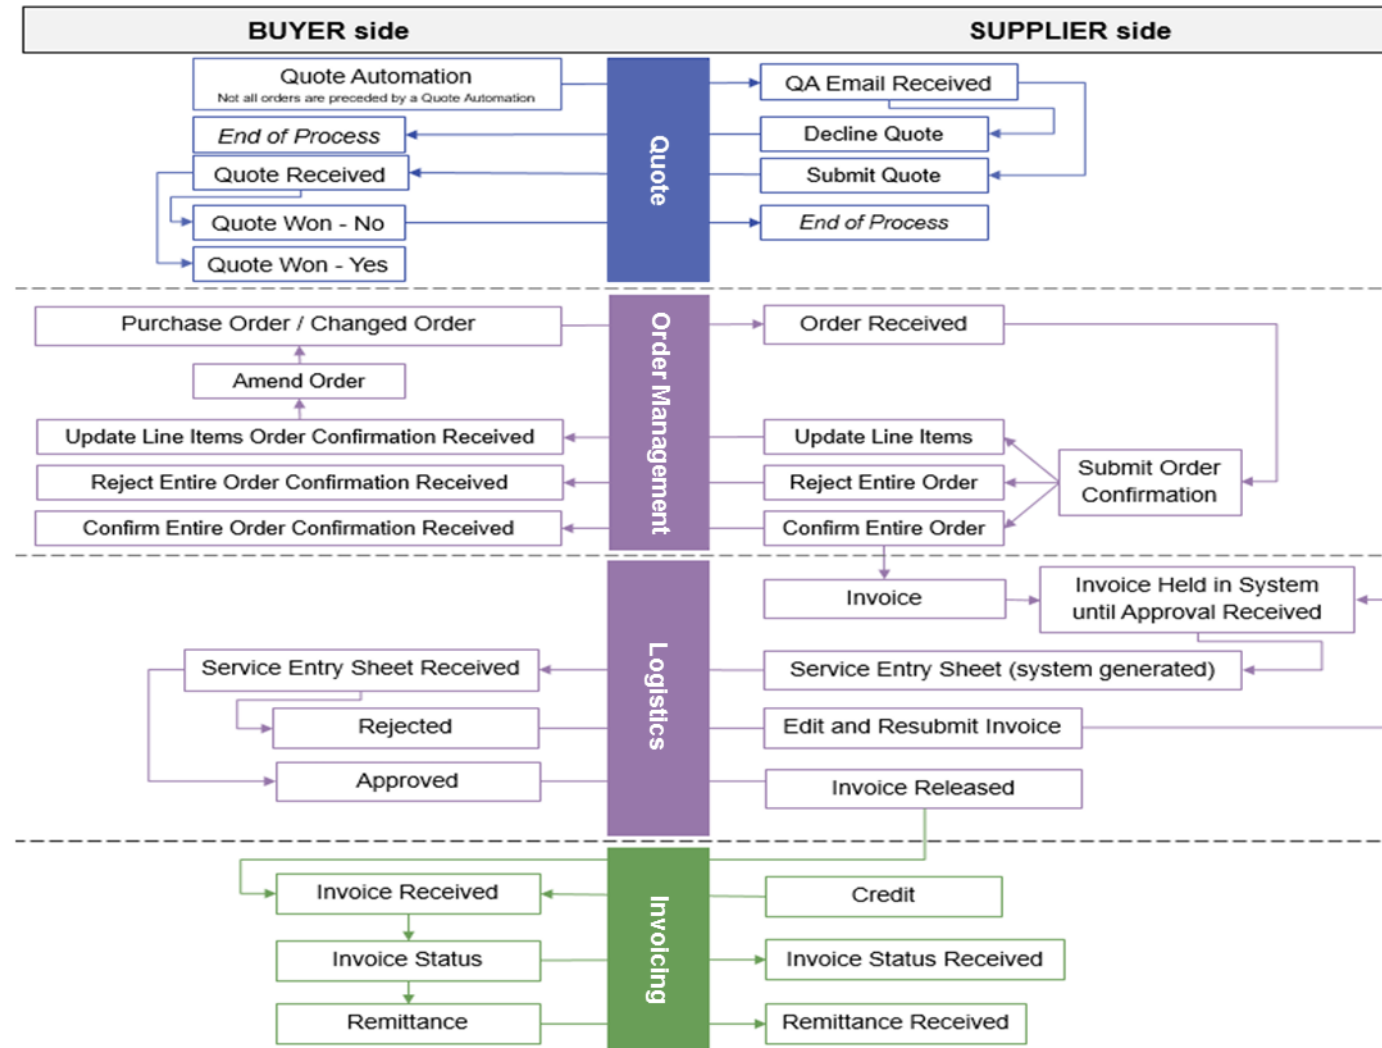 BUYER side
SUPPLIER side
Quote Automation
Not all orders are preceded by a Quote Automation
QA Email Received
End of Process
Decline Quote
Quote Received
Submit Quote
Quote Won - No
End of Process
Quote Won - Yes
Quote
Purchase Order / Changed Order
Order Received
Amend Order
Update Line Items Order Confirmation Received
Update Line Items
Reject Entire Order Confirmation Received
Reject Entire Order
Submit Order
Confirmation
Confirm Entire Order Confirmation Received
Confirm Entire Order
Order Management
Invoice
Invoice Held in System
until Approval Received
Service Entry Sheet Received
Service Entry Sheet (system generated)
Rejected
Edit and Resubmit Invoice
Approved
Invoice Released
Logistics
Invoice Received
Credit
Invoice Status
Invoice Status Received
Remittance
Remittance Received
Invoicing